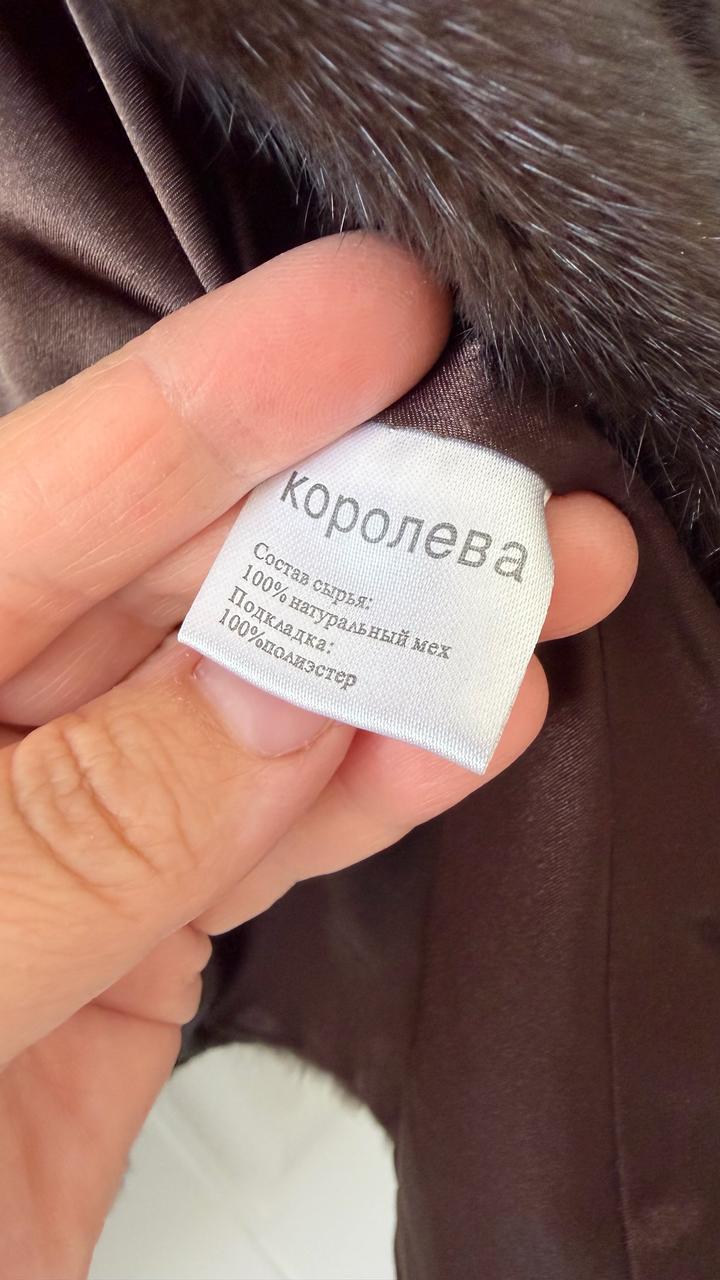 королева
Состав сырья:
100% натуральный мех
Подкладка:
100%полиэстер